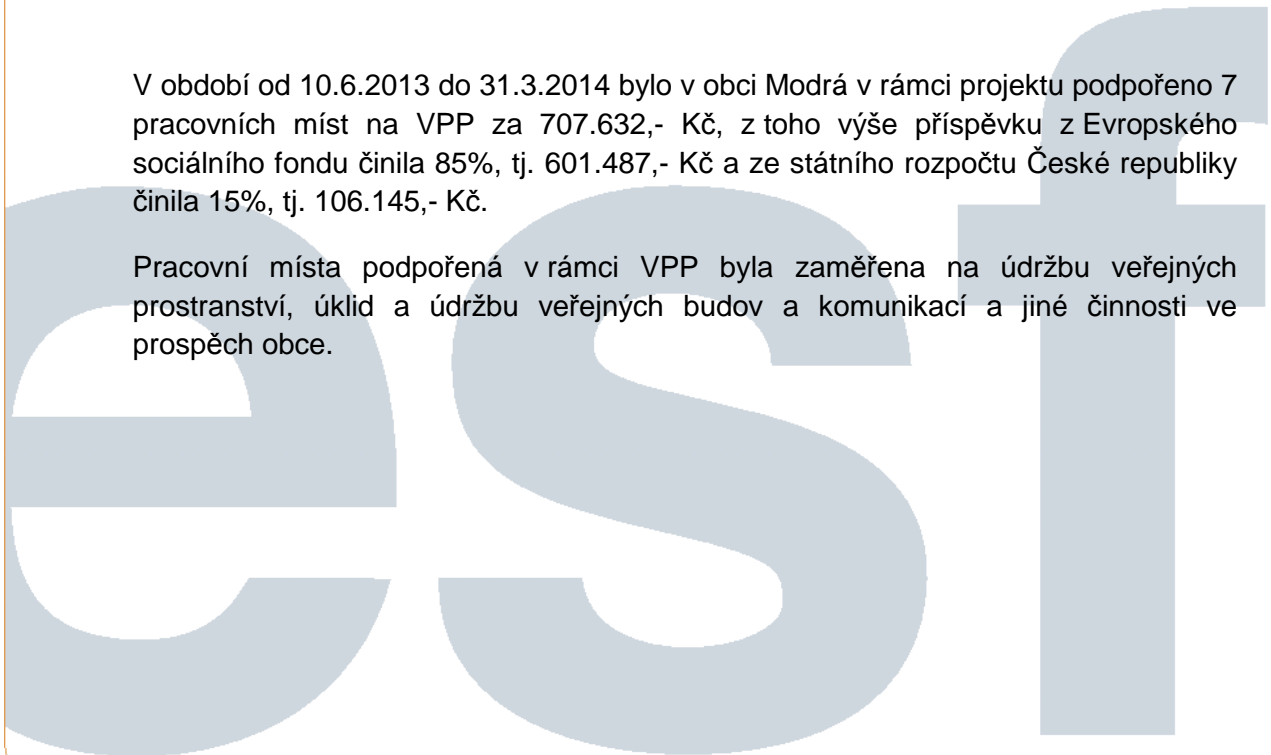 V období od 10.6.2013 do 31.3.2014 bylo v obci Modrá v rámci projektu podpořeno 7
pracovních míst na VPP za 707.632,- Kč, z toho výše příspěvku z Evropského
sociálního fondu činila 85%, tj. 601.487,- Kč a ze státního rozpočtu České republiky
činila 15%, tj. 106.145,- Kč.
Pracovní místa podpořená v rámci VPP byla zaměřena na údržbu veřejných
prostranství, úklid a údržbu veřejných budov a komunikací a jiné činnosti ve
prospěch obce.
esf